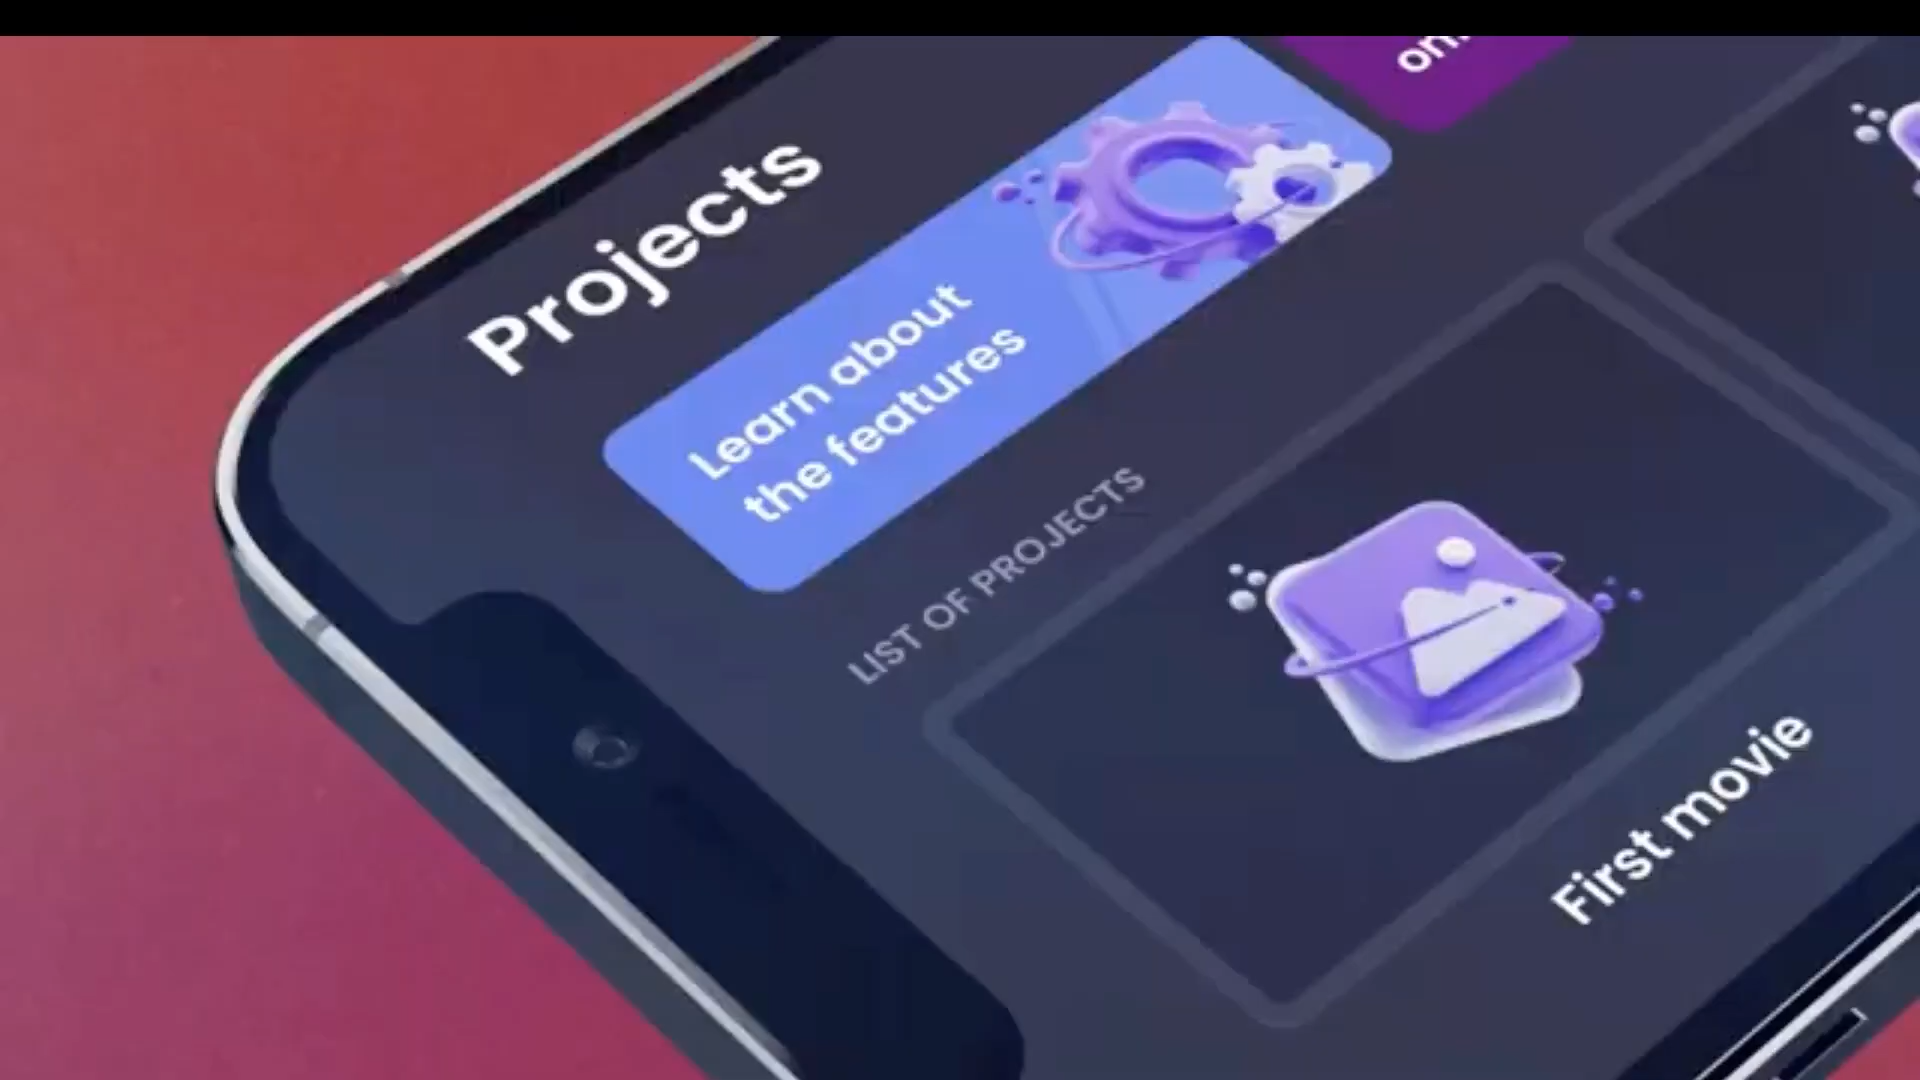 Projects
Learn about
the features
LIST OF PROJECTS
First movie